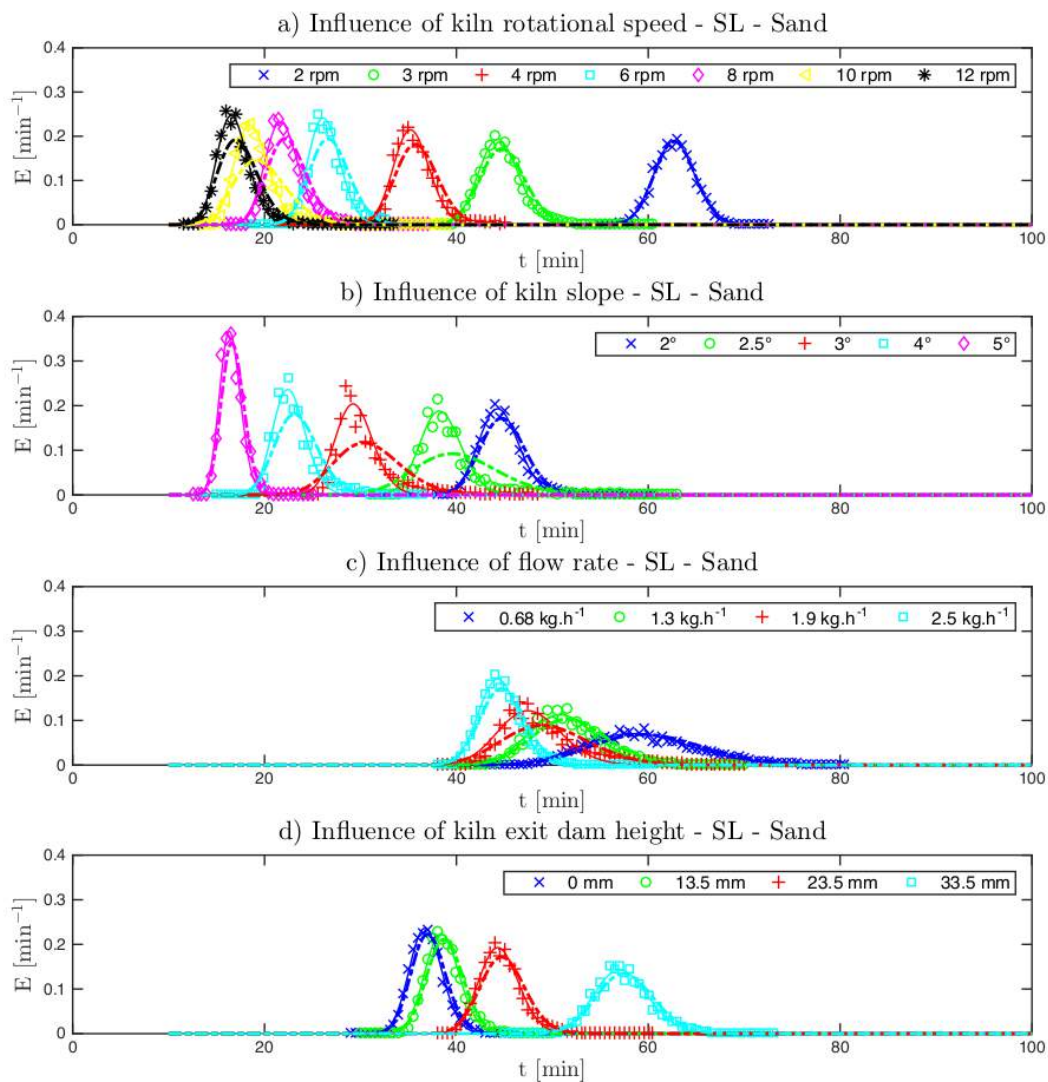 a) Influence of kiln rotational speed - SL - Sand
0.4
2 rpm 3 rpm 4 rpm 6 rpm 8 rpm 10 rpm 12 rpm
0.3
0.2
0.1
0
E [min⁻¹]
0 20 40 60 80 100
t [min]
b) Influence of kiln slope - SL - Sand
0.4
2° 2.5° 3° 4° 5°
0.3
0.2
0.1
0
E [min⁻¹]
0 20 40 60 80 100
t [min]
c) Influence of flow rate - SL - Sand
0.4
0.68 kg.h⁻¹ 1.3 kg.h⁻¹ 1.9 kg.h⁻¹ 2.5 kg.h⁻¹
0.3
0.2
0.1
0
E [min⁻¹]
0 20 40 60 80 100
t [min]
d) Influence of kiln exit dam height - SL - Sand
0.4
0 mm 13.5 mm 23.5 mm 33.5 mm
0.3
0.2
0.1
0
E [min⁻¹]
0 20 40 60 80 100
t [min]